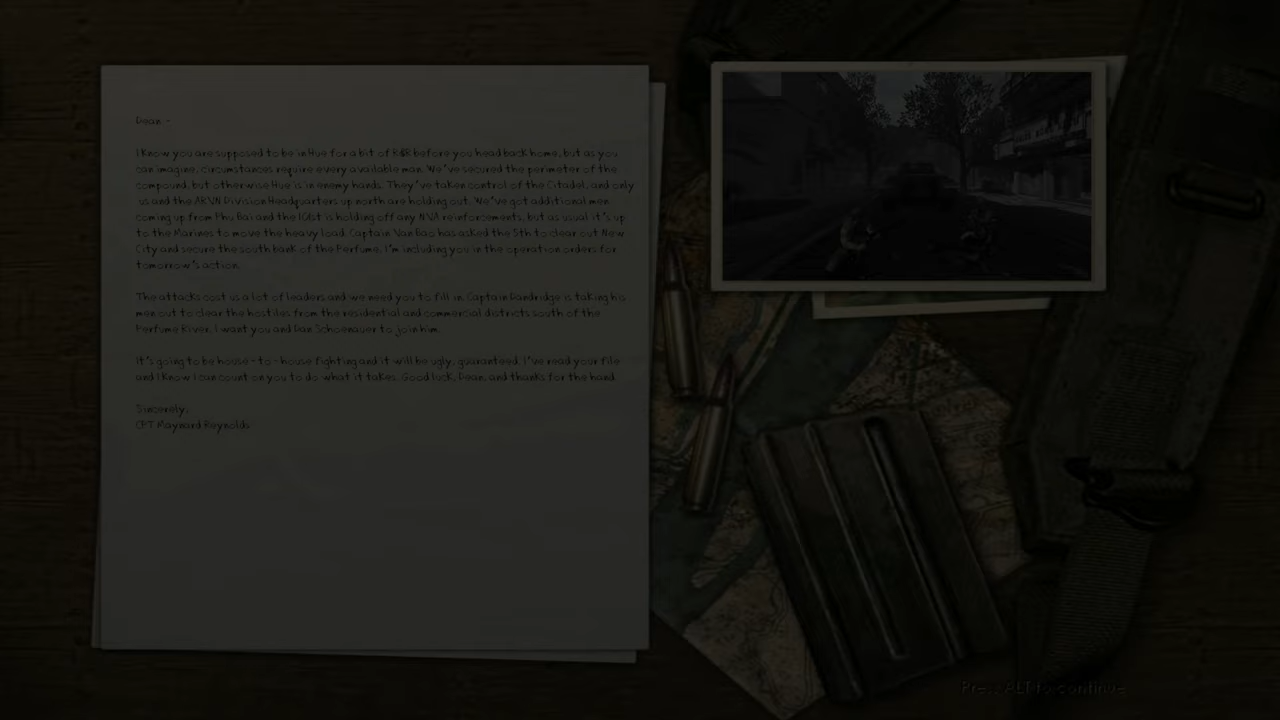 Dean -
I know you are supposed to be in Hue for a bit of R&R before you head back home, but as you
can imagine, circumstances require every available man. We've secured the perimeter of the
compound, but otherwise Hue is in enemy hands. They've taken control of the Citadel, and only
us and the ARVN Division Headquarters up north are holding out. We've got additional men
coming up from Phu Bai and the 101st is holding off any NVA reinforcements, but as usual it's up
to the Marines to move the heavy load. Captain Van Bao has asked the 5th to clear out New
City and secure the south bank of the Perfume. I'm including you in the operation orders for
tomorrow's action.
The attacks cost us a lot of leaders and we need you to fill in. Captain Dandridge is taking his
men out to clear the hostiles from the residential and commercial districts south of the
Perfume River. I want you and Dan Schoenauer to join him.
It's going to be house-to-house fighting and it will be ugly, guaranteed. I've read your file
and I know I can count on you to do what it takes. Good luck, Dean, and thanks for the hand.
Sincerely,
CPT Maynard Reynolds
Press ALT to continue